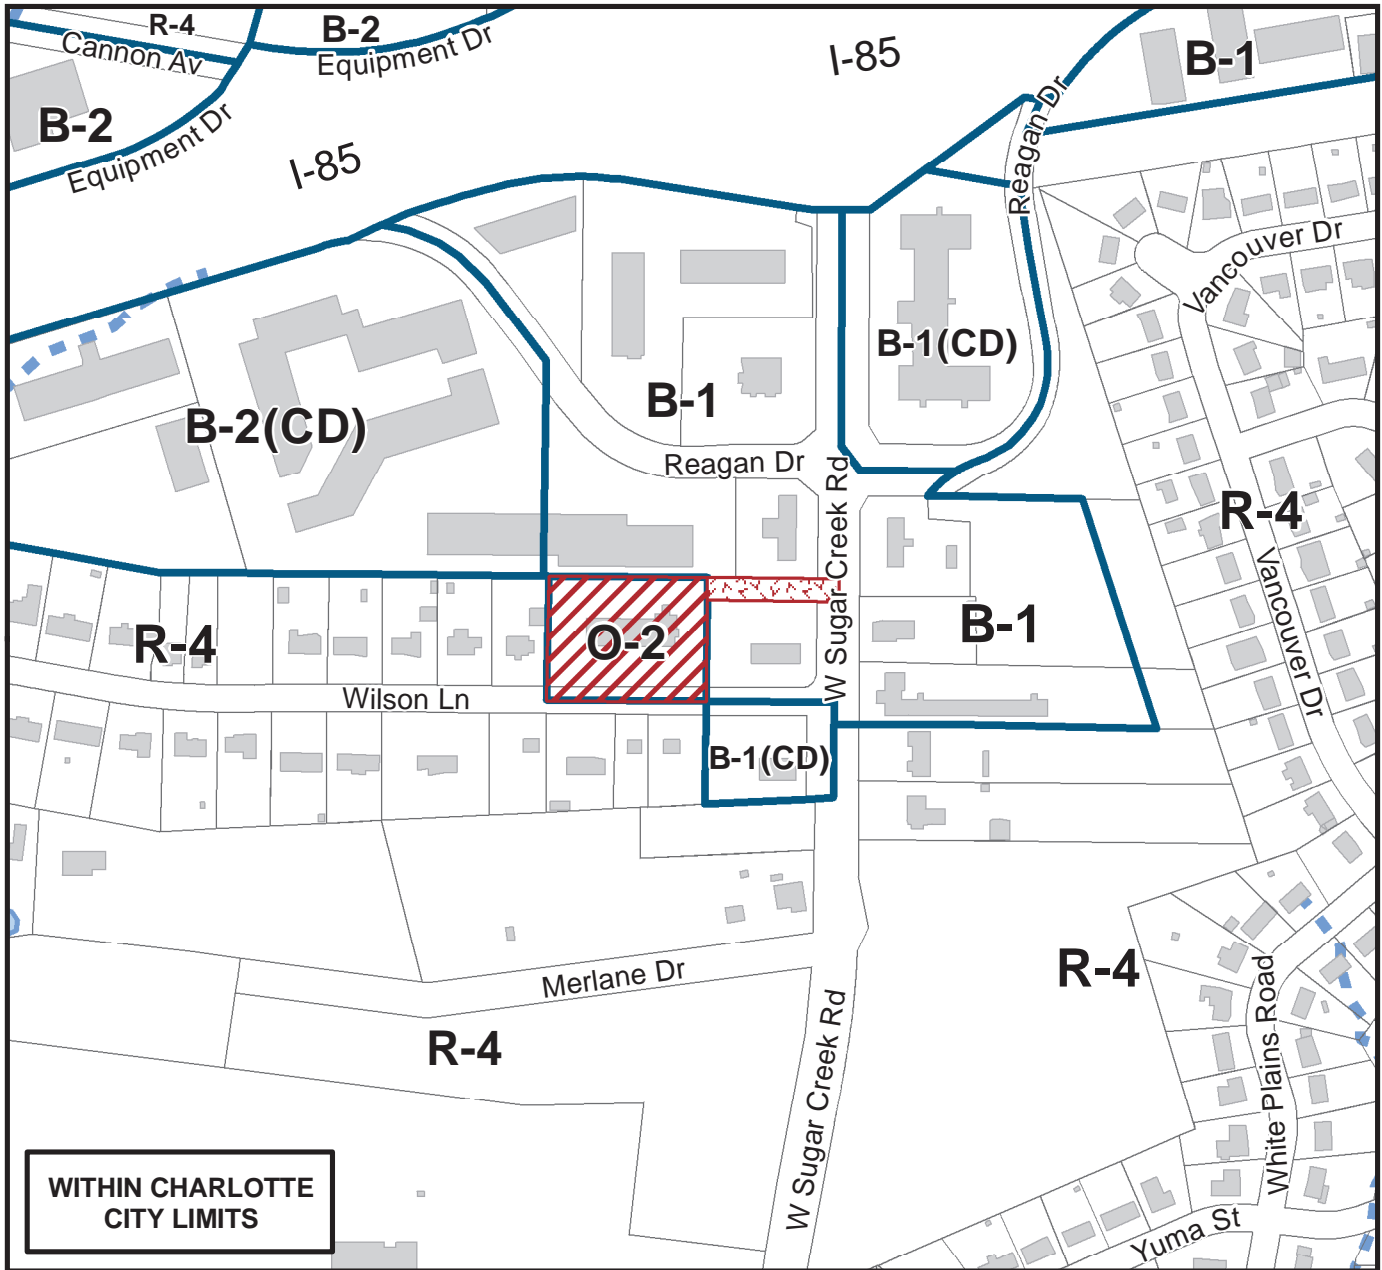 R-4
B-2
Cannon Av
Equipment Dr
I-85
B-1
B-2
Equipment Dr
I-85
Reagan Dr
Vancouver Dr
B-1(CD)
B-1
B-2(CD)
Reagan Dr
W Sugar Creek Rd
R-4
Vancouver Dr
R-4
O-2
B-1
Wilson Ln
B-1(CD)
R-4
Merlane Dr
R-4
W Sugar Creek Rd
White Plains Road
Yuma St
WITHIN CHARLOTTE
CITY LIMITS